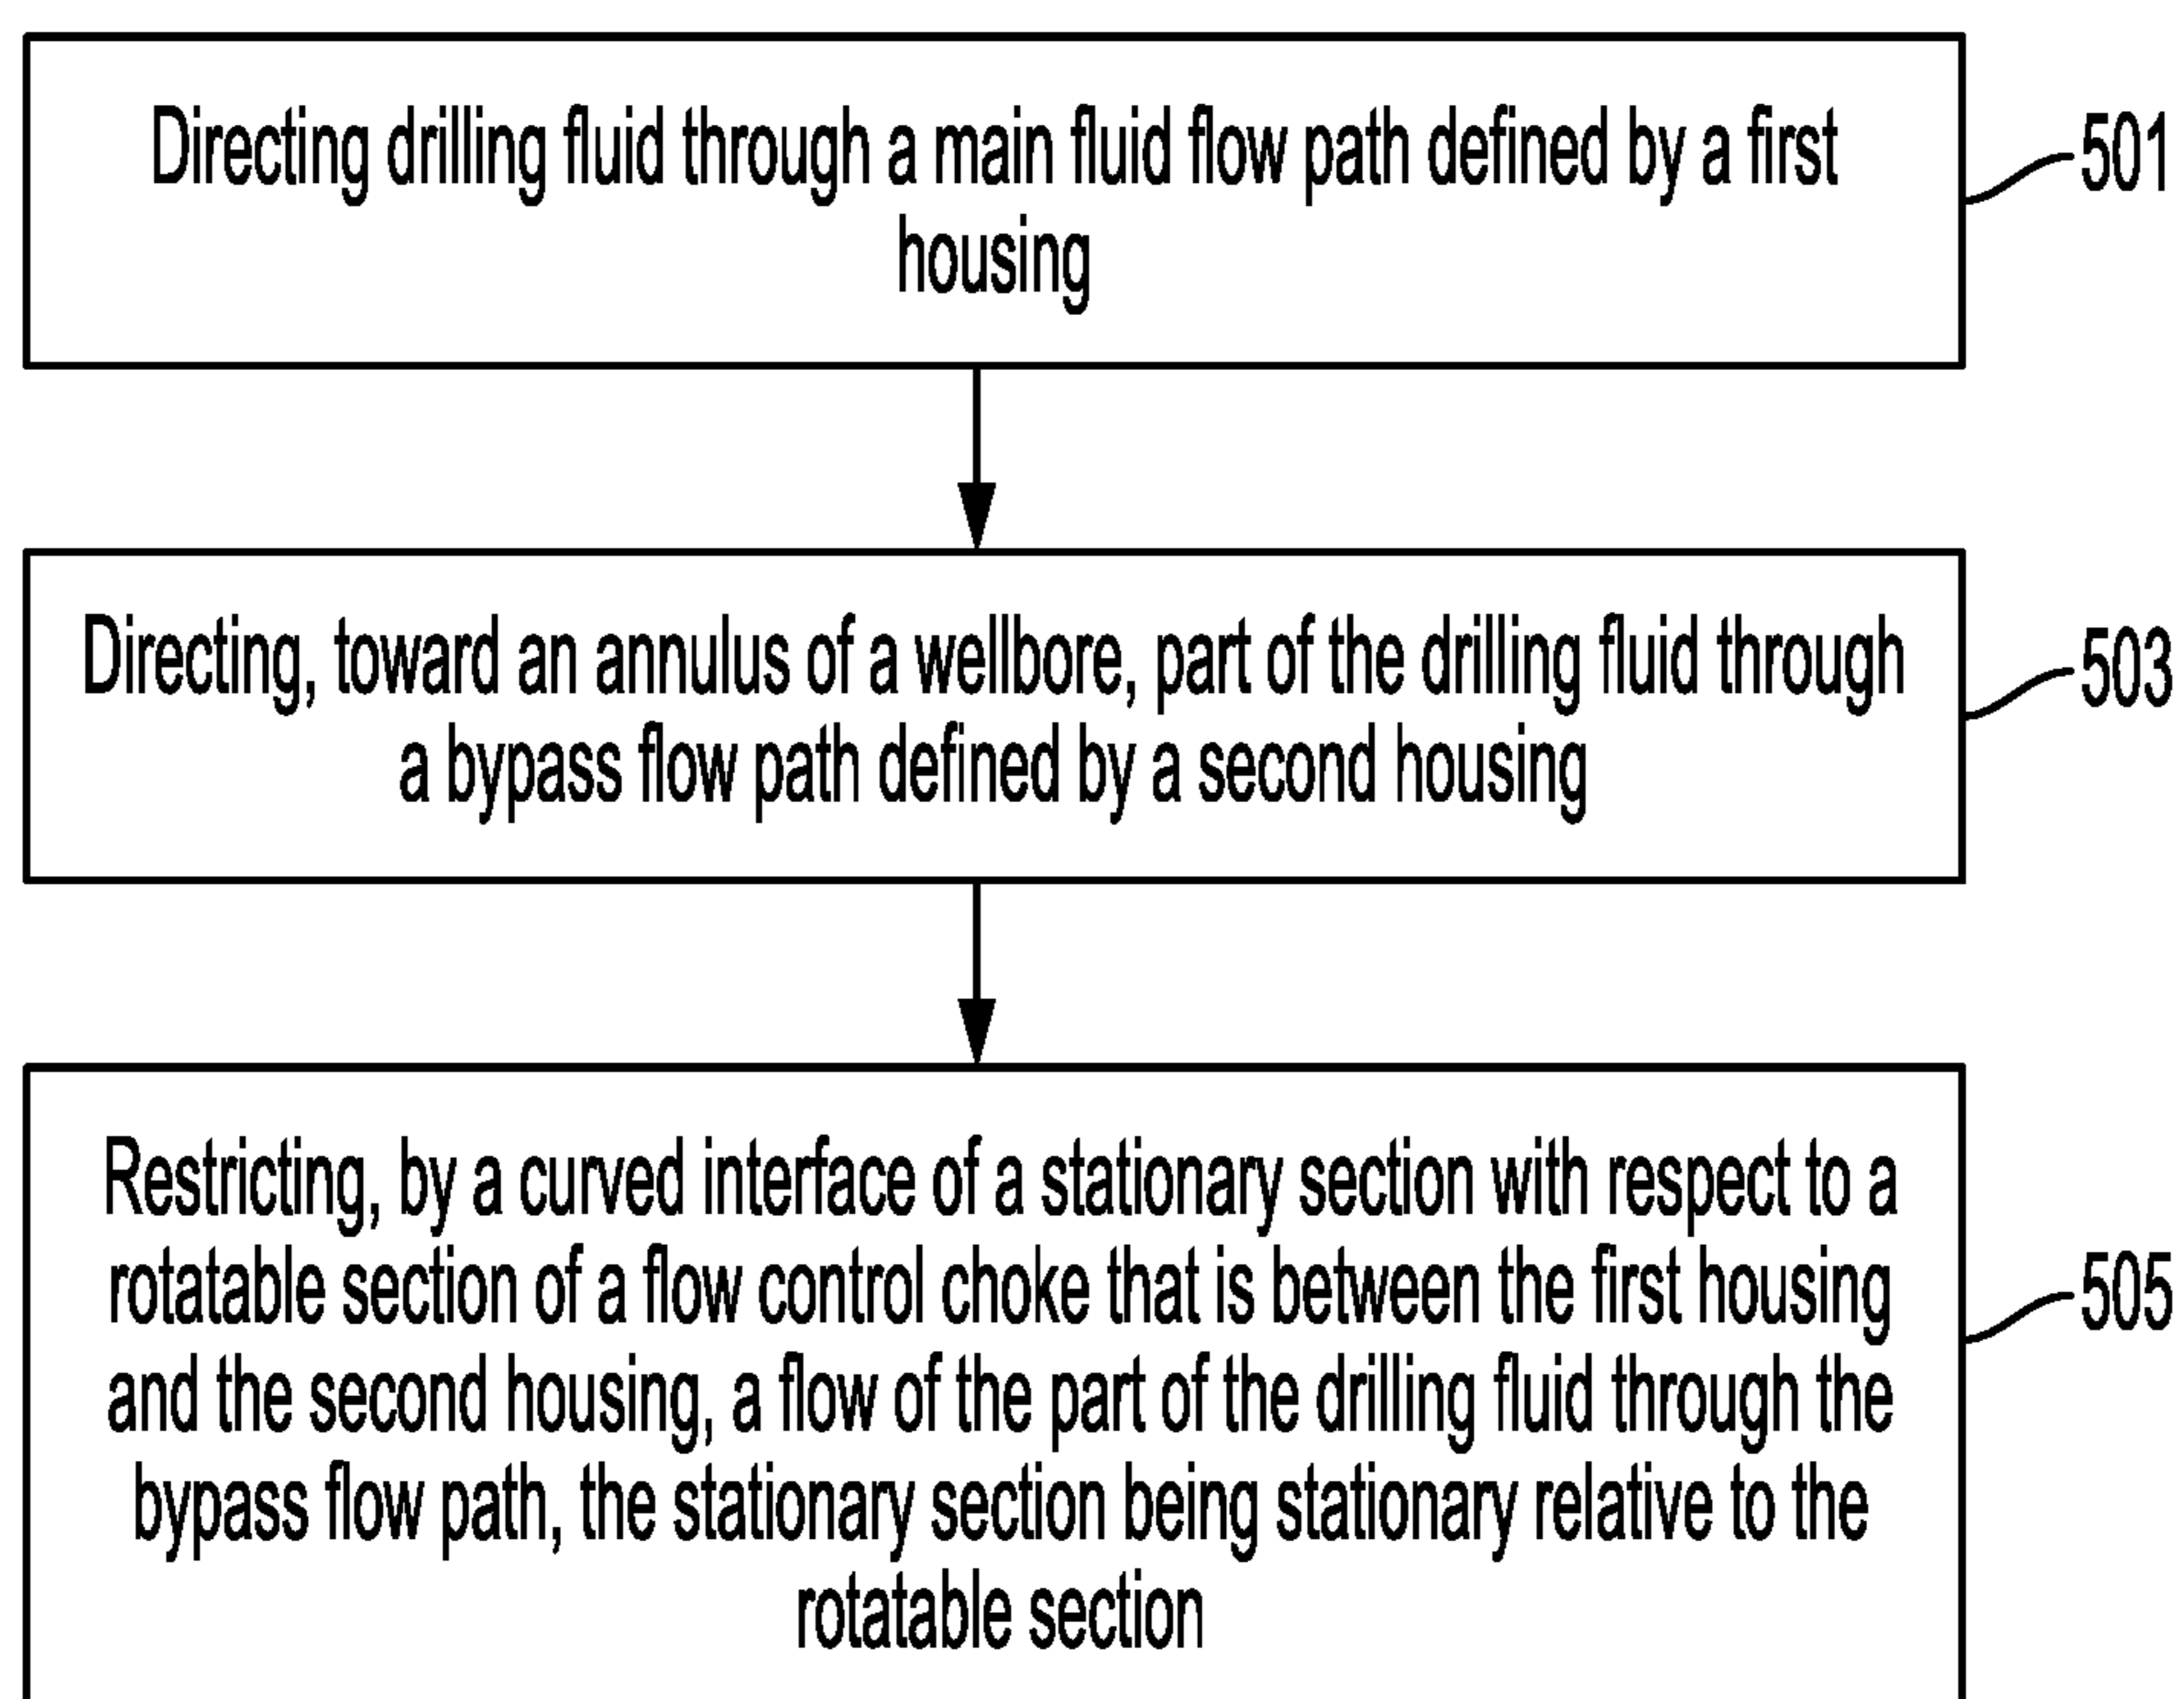 Directing drilling fluid through a main fluid flow path defined by a first
housing
501
Directing, toward an annulus of a wellbore, part of the drilling fluid through
a bypass flow path defined by a second housing
503
Restricting, by a curved interface of a stationary section with respect to a
rotatable section of a flow control choke that is between the first housing
and the second housing, a flow of the part of the drilling fluid through the
bypass flow path, the stationary section being stationary relative to the
rotatable section
505